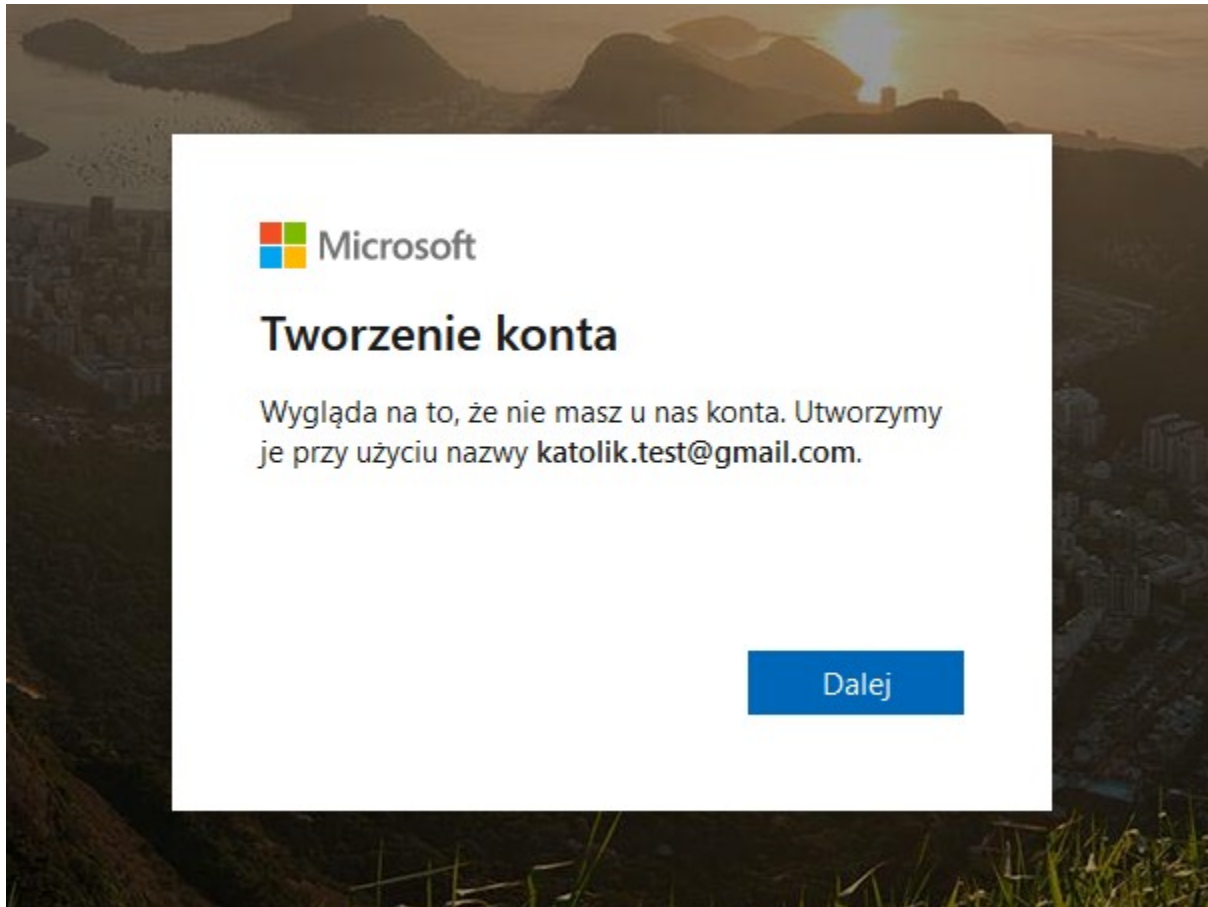 Microsoft
Tworzenie konta
Wygląda na to, że nie masz u nas konta. Utworzymy
je przy użyciu nazwy katolik.test@gmail.com.
Dalej